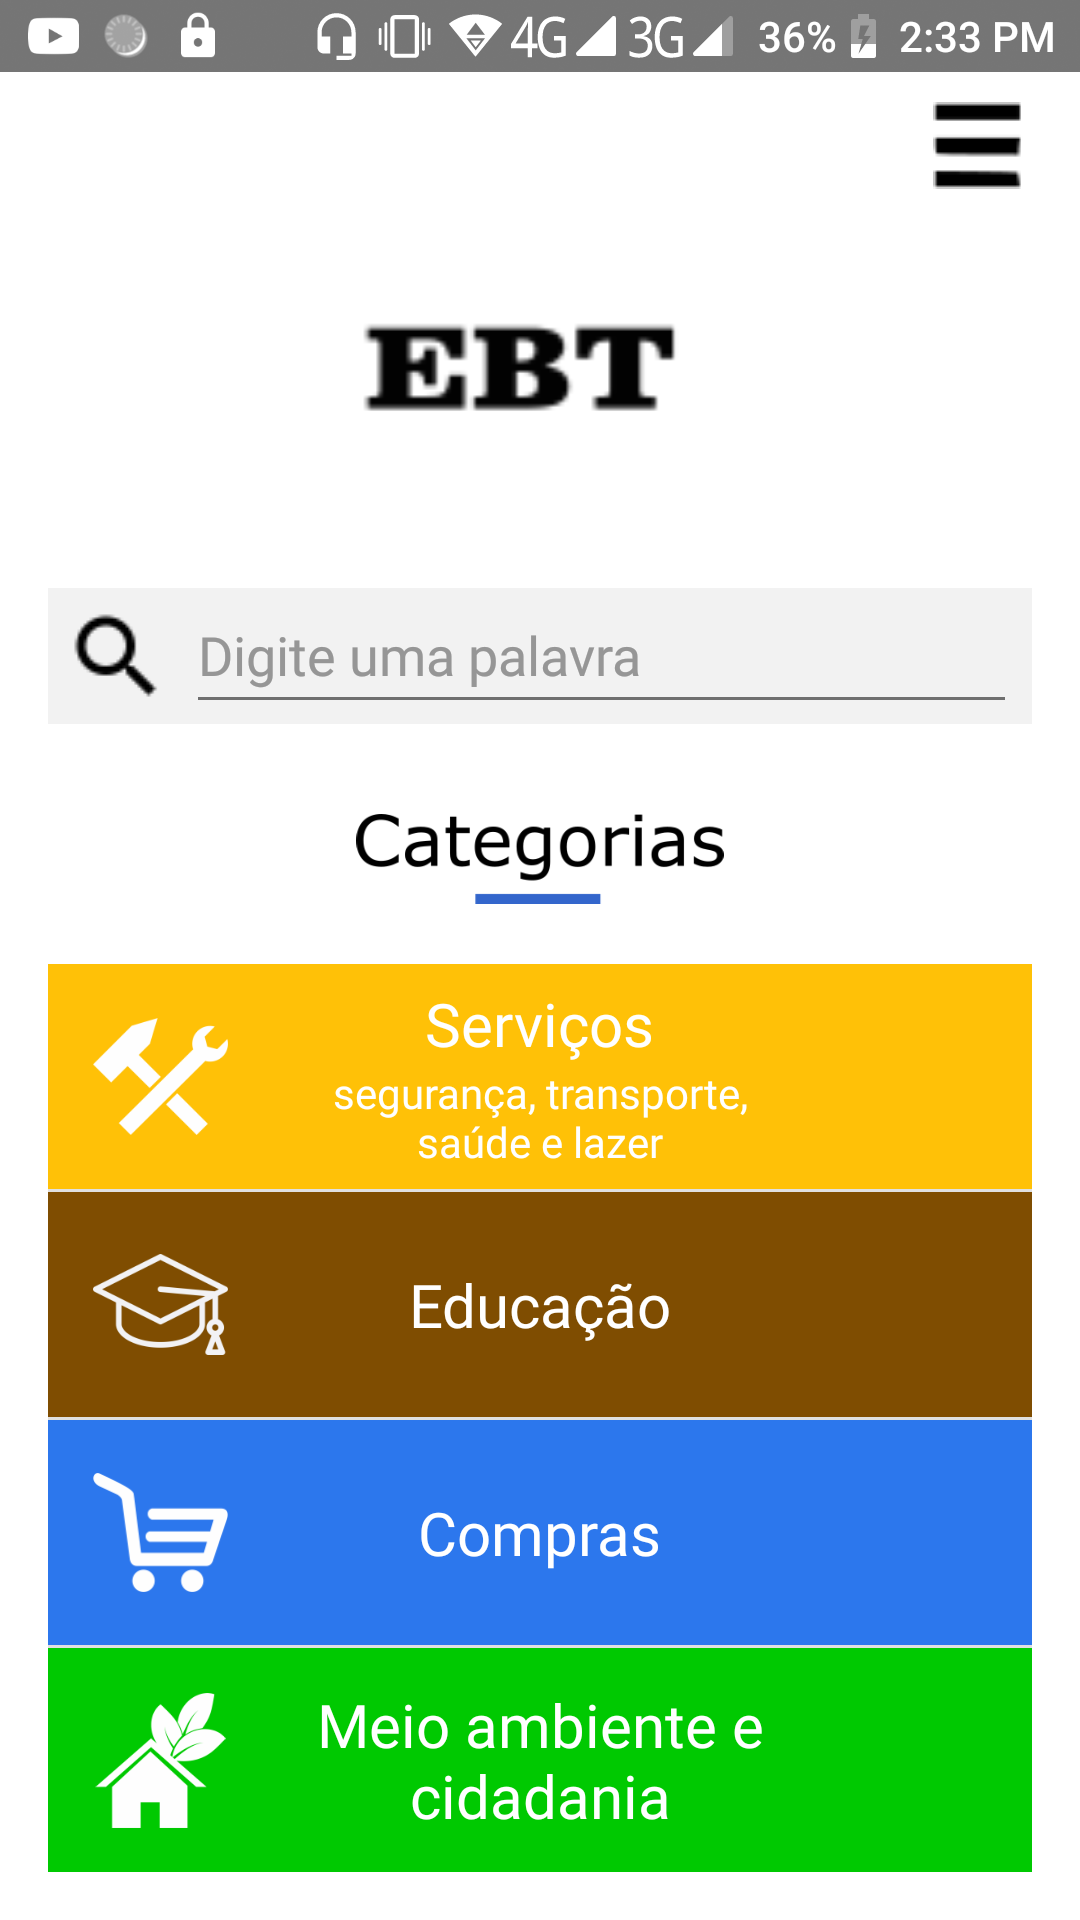 4G 3G 36% 2:33 PM
EBT
Digite uma palavra
Categorias
Serviços
segurança, transporte,
saúde e lazer
Educação
Compras
Meio ambiente e
cidadania